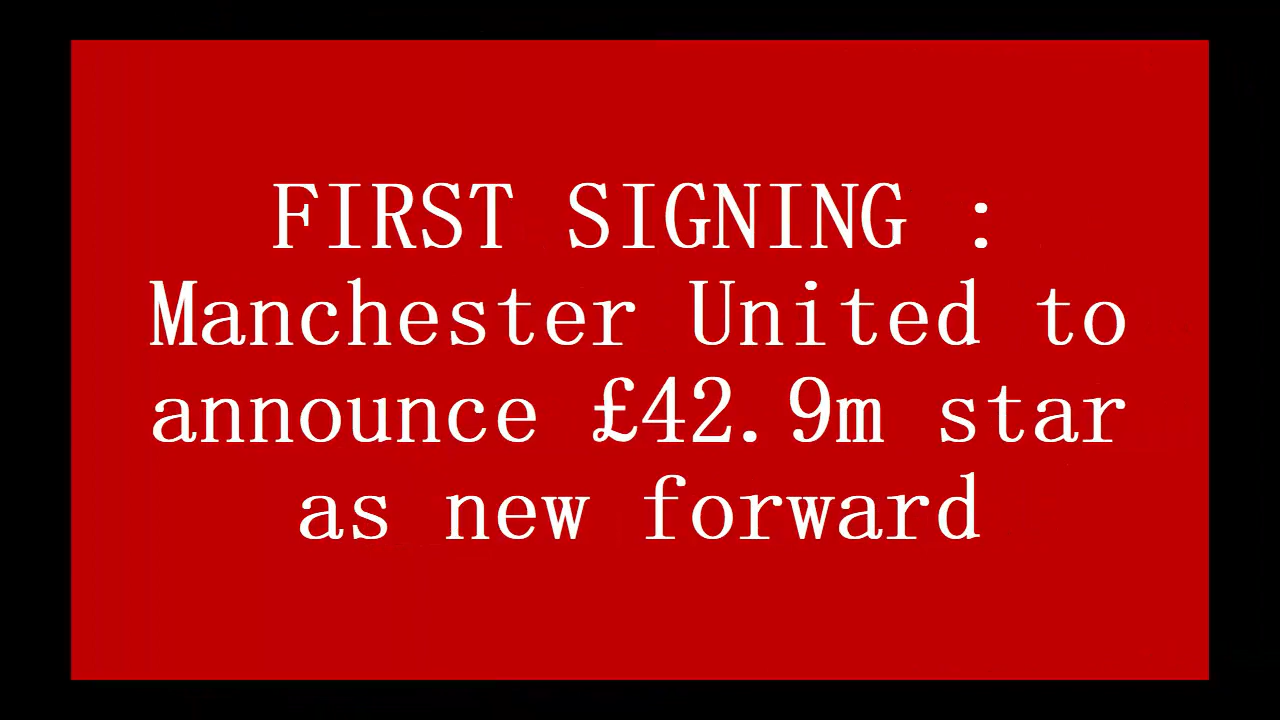 FIRST SIGNING :
Manchester United to
announce £42.9m star
as new forward